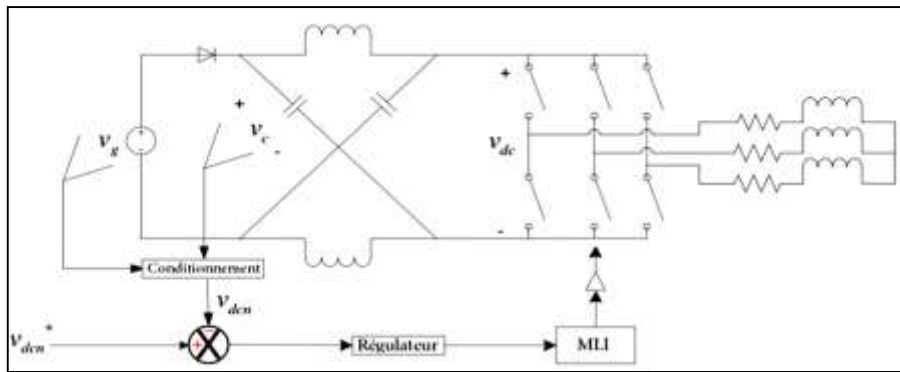 +
+
v_g
+
-
v_c
-
v_dc
-
Conditionnement
v_dcn
v_dcn*
+
-
Régulateur
MLI